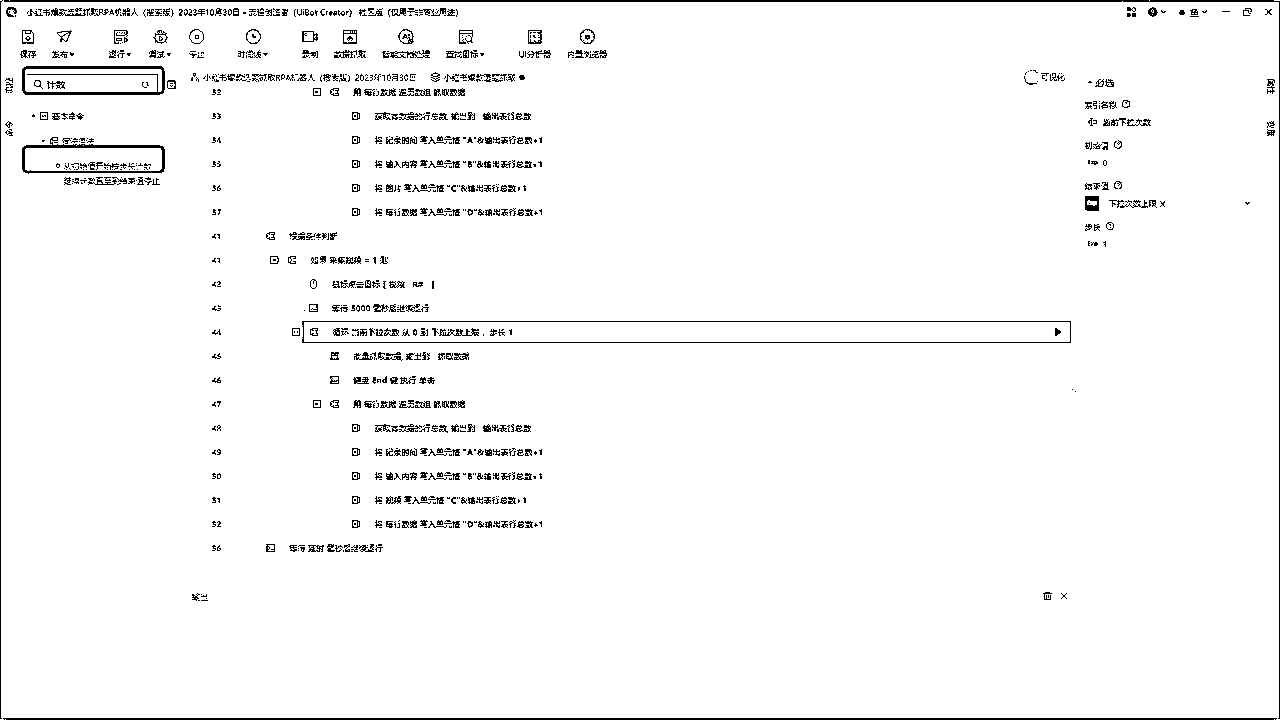 小红书爆款选题抓取RPA机器人（搜索版）2023年10月30日 - 流程创造者（UiBot Creator） 社区版（仅用于非商业用途）
保存 发布 运行 调试 停止 时间线 录制 数据抓取 智能文档处理 查找图标 UI分析器 内置浏览器
计数
小红书爆款选题抓取RPA机器人（搜索版）2023年10月30日 小红书爆款选题抓取
可视化
基本命令
语法词法
从初始值开始按步长计数
继续计数直至到结束值停止
32 用 每行数据 遍历数组 抓取数据
33 获取表数据的行总数, 输出到 输出表行总数
34 将 记录时间 写入单元格 "A"&输出表行总数+1
35 将 输入内容 写入单元格 "B"&输出表行总数+1
36 将 图片 写入单元格 "C"&输出表行总数+1
37 将 每行数据 写入单元格 "D"&输出表行总数+1
41 根据条件判断
41 如果 采集视频 = 1 则
42 鼠标点击目标
43 等待 5000 毫秒后继续运行
44 循环 当前下拉次数 从 0 到 下拉次数上限 , 步长 1
45 批量抓取数据, 输出到 抓取数据
46 键盘 End 键 执行 单击
47 用 每行数据 遍历数组 抓取数据
48 获取表数据的行总数, 输出到 输出表行总数
49 将 记录时间 写入单元格 "A"&输出表行总数+1
50 将 输入内容 写入单元格 "B"&输出表行总数+1
51 将 视频 写入单元格 "C"&输出表行总数+1
52 将 每行数据 写入单元格 "D"&输出表行总数+1
56 等待 延时 毫秒后继续运行
输出
必选
索引名称
当前下拉次数
初始值
Exp 0
结束值
Exp 下拉次数上限
步长
Exp 1
属性
变量